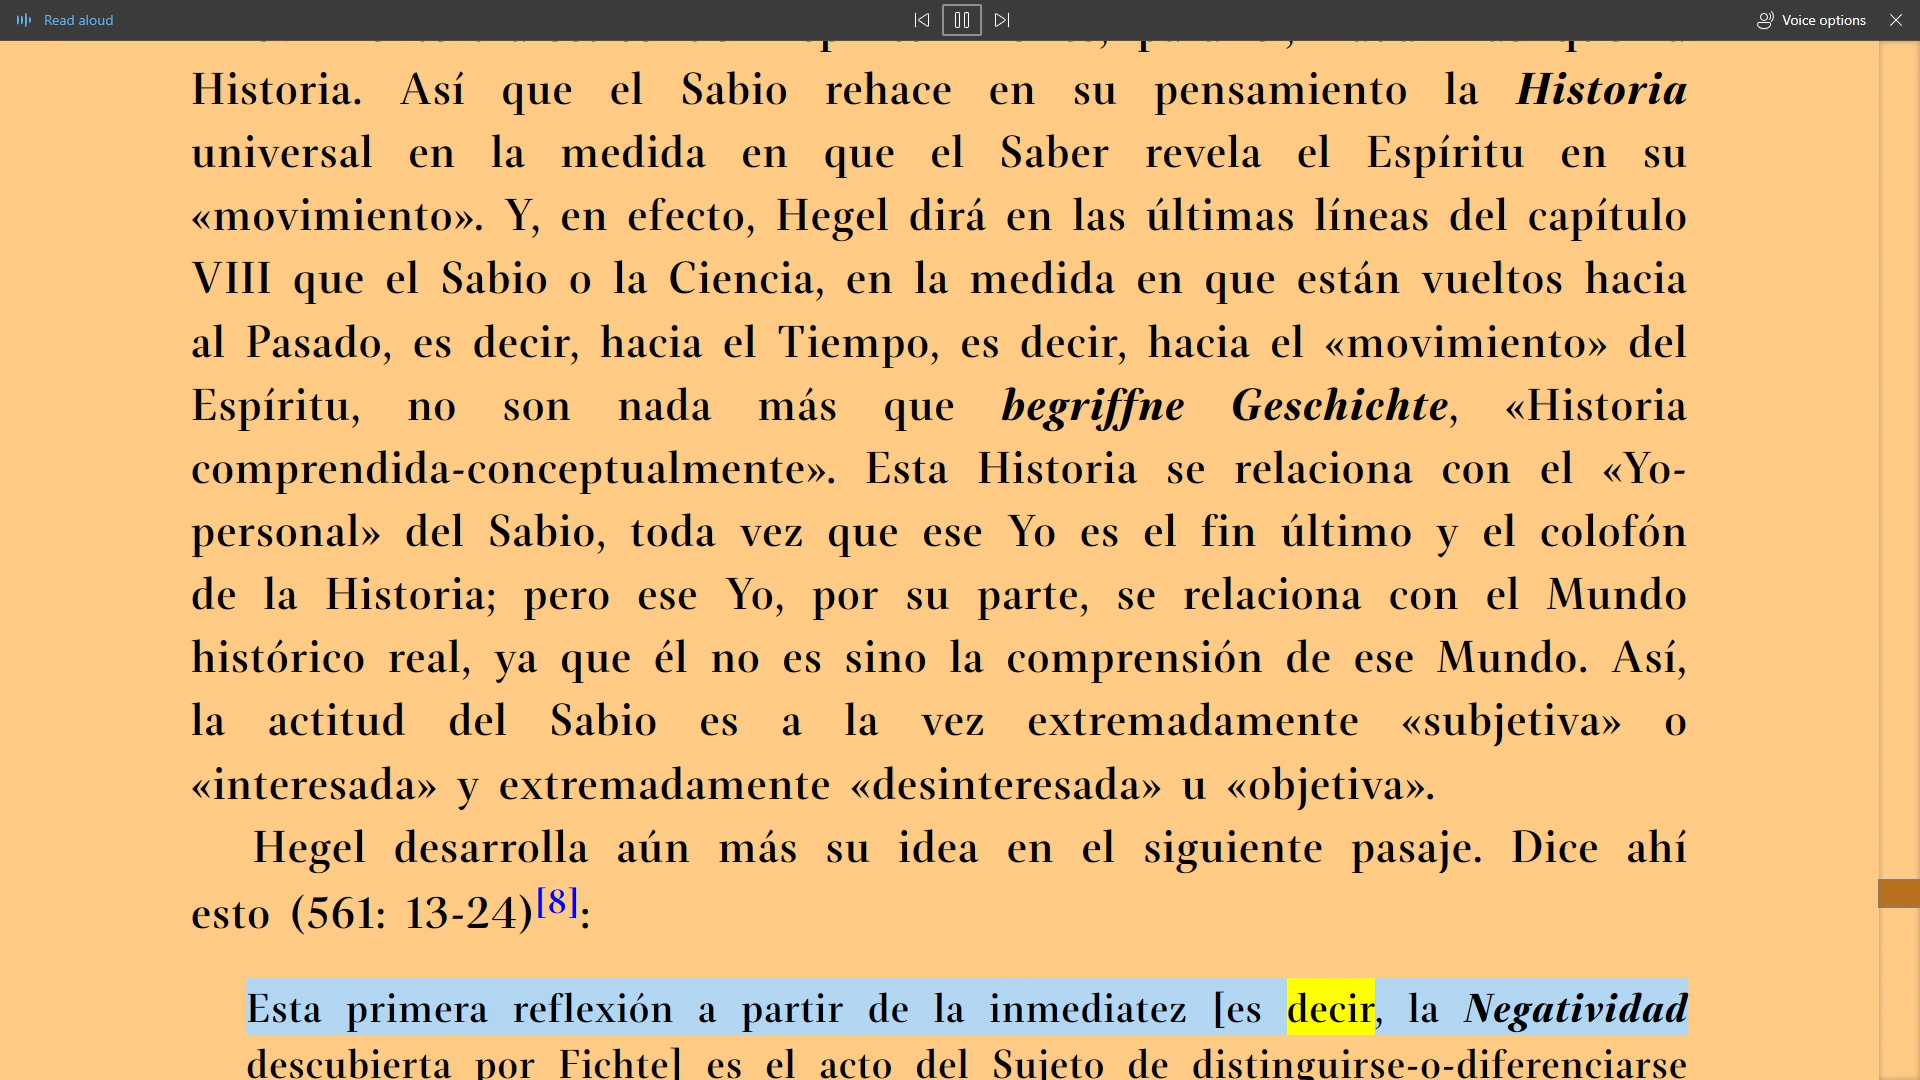 Read aloud
Voice options
Historia. Así que el Sabio rehace en su pensamiento la Historia
universal en la medida en que el Saber revela el Espíritu en su
«movimiento». Y, en efecto, Hegel dirá en las últimas líneas del capítulo
VIII que el Sabio o la Ciencia, en la medida en que están vueltos hacia
al Pasado, es decir, hacia el Tiempo, es decir, hacia el «movimiento» del
Espíritu, no son nada más que begriffne Geschichte, «Historia
comprendida-conceptualmente». Esta Historia se relaciona con el «Yo-
personal» del Sabio, toda vez que ese Yo es el fin último y el colofón
de la Historia; pero ese Yo, por su parte, se relaciona con el Mundo
histórico real, ya que él no es sino la comprensión de ese Mundo. Así,
la actitud del Sabio es a la vez extremadamente «subjetiva» o
«interesada» y extremadamente «desinteresada» u «objetiva».
Hegel desarrolla aún más su idea en el siguiente pasaje. Dice ahí
esto (561: 13-24)[8]:
Esta primera reflexión a partir de la inmediatez [es decir, la Negatividad
descubierta por Fichte] es el acto del Sujeto de distinguirse-o-diferenciarse